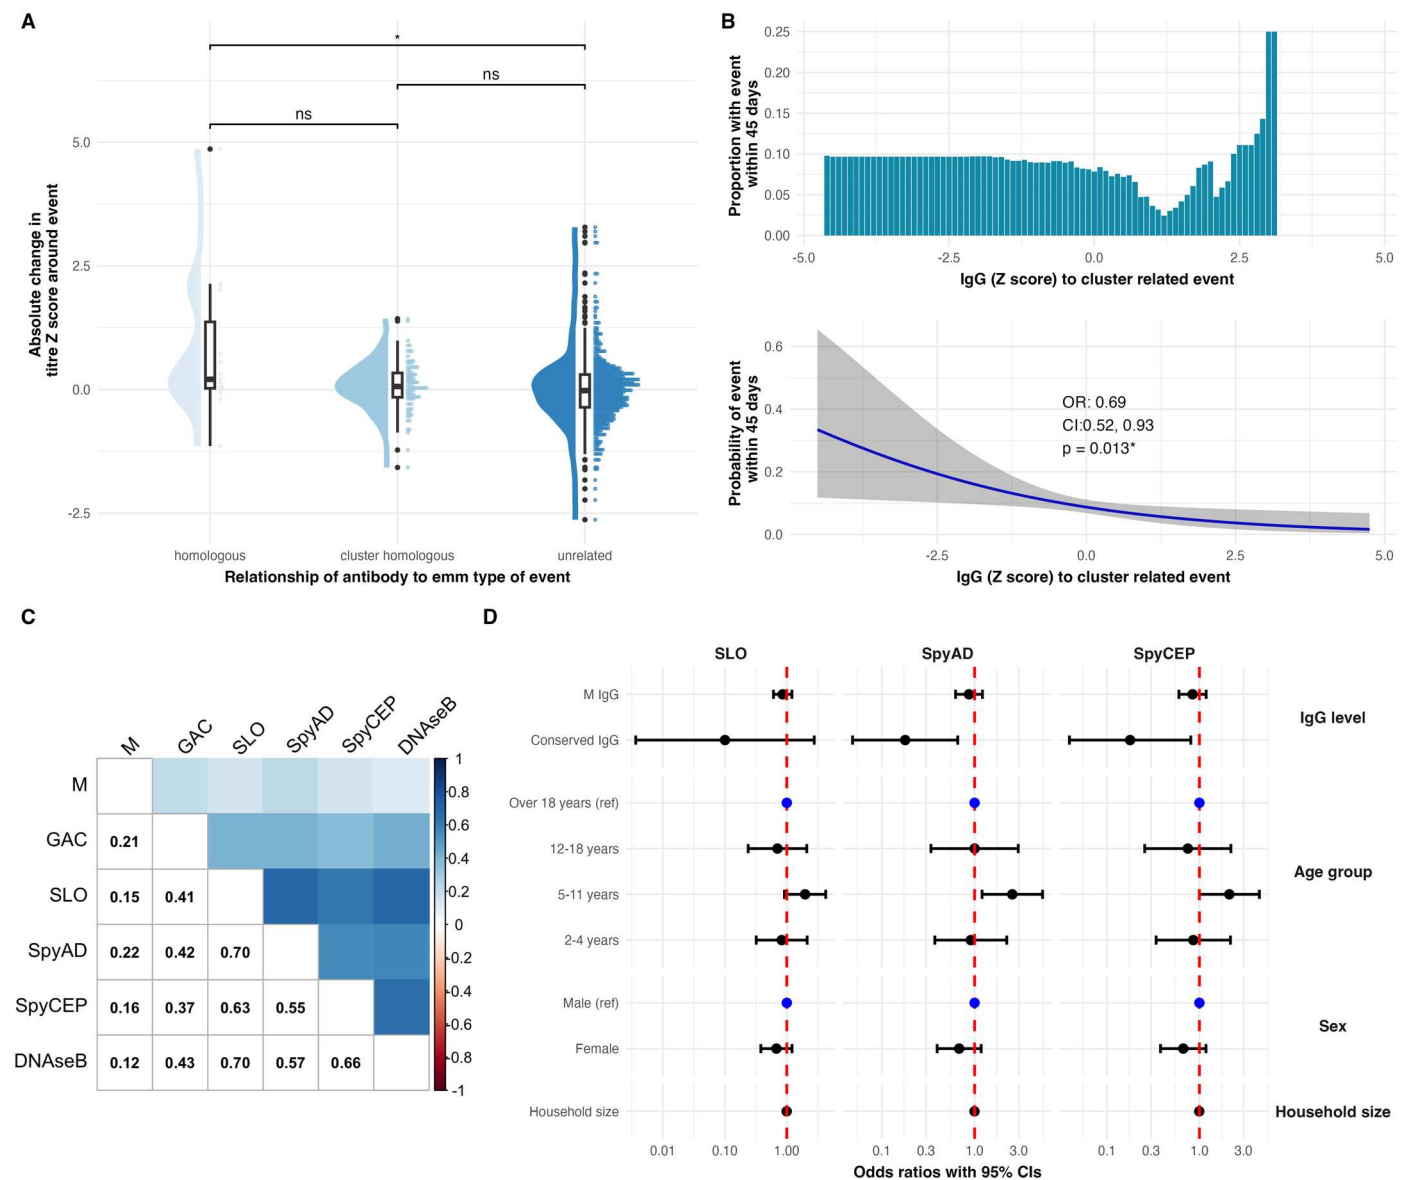 A
*
ns
ns
5.0
2.5
0.0
-2.5
Absolute change in
titre Z score around event
homologous
cluster homologous
unrelated
Relationship of antibody to emm type of event
B
0.25
0.20
0.15
0.10
0.05
0.00
Proportion with event
within 45 days
-5.0
-2.5
0.0
2.5
5.0
IgG (Z score) to cluster related event
0.6
0.4
0.2
0.0
Probability of event
within 45 days
OR: 0.69
CI:0.52, 0.93
p = 0.013*
-2.5
0.0
2.5
5.0
IgG (Z score) to cluster related event
C
M
GAC
SLO
SpyAD
SpyCEP
DNAseB
M
GAC 0.21
SLO 0.15 0.41
SpyAD 0.22 0.42 0.70
SpyCEP 0.16 0.37 0.63 0.55
DNAseB 0.12 0.43 0.70 0.57 0.66
1
0.8
0.6
0.4
0.2
0
-0.2
-0.4
-0.6
-0.8
-1
D
SLO
SpyAD
SpyCEP
M IgG
Conserved IgG
IgG level
Over 18 years (ref)
12-18 years
5-11 years
2-4 years
Age group
Male (ref)
Female
Sex
Household size
Household size
0.01 0.10 1.00
0.1 0.3 1.0 3.0
0.1 0.3 1.0 3.0
Odds ratios with 95% CIs